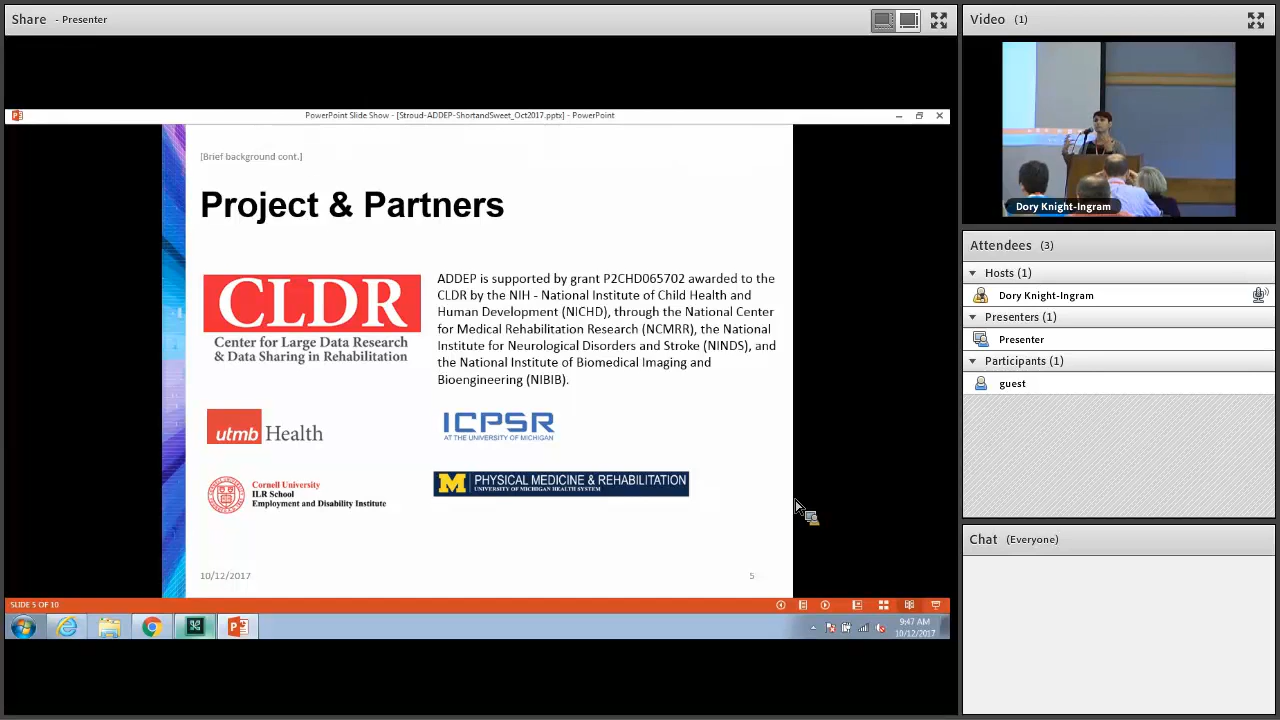 Share - Presenter
PowerPoint Slide Show - [Stroud-ADDEP-ShortandSweet_Oct2017.pptx] - PowerPoint
[Brief background cont.]
Project & Partners
CLDR
Center for Large Data Research
& Data Sharing in Rehabilitation
ADDEP is supported by grant P2CHD065702 awarded to the
CLDR by the NIH - National Institute of Child Health and
Human Development (NICHD), through the National Center
for Medical Rehabilitation Research (NCMRR), the National
Institute for Neurological Disorders and Stroke (NINDS), and
the National Institute of Biomedical Imaging and
Bioengineering (NIBIB).
utmb Health
ICPSR
AT THE UNIVERSITY OF MICHIGAN
Cornell University
ILR School
Employment and Disability Institute
M PHYSICAL MEDICINE & REHABILITATION
UNIVERSITY OF MICHIGAN HEALTH SYSTEM
10/12/2017
5
SLIDE 5 OF 10
9:47 AM
10/12/2017
Video (1)
Dory Knight-Ingram
Attendees (3)
Hosts (1)
Dory Knight-Ingram
Presenters (1)
Presenter
Participants (1)
guest
Chat (Everyone)